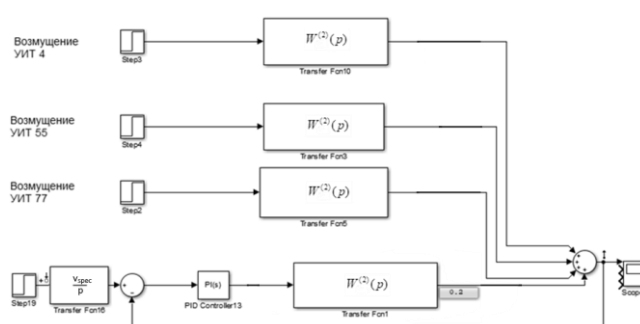 Возмущение
УИТ 4
Step3
W⁽²⁾(p)
Transfer Fcn10
Возмущение
УИТ 55
Step4
W⁽²⁾(p)
Transfer Fcn3
Возмущение
УИТ 77
Step2
W⁽²⁾(p)
Transfer Fcn5
Step19
Vspec
p
Transfer Fcn16
PI(s)
PID Controller13
W⁽²⁾(p)
Transfer Fcn1
0.2
Scope